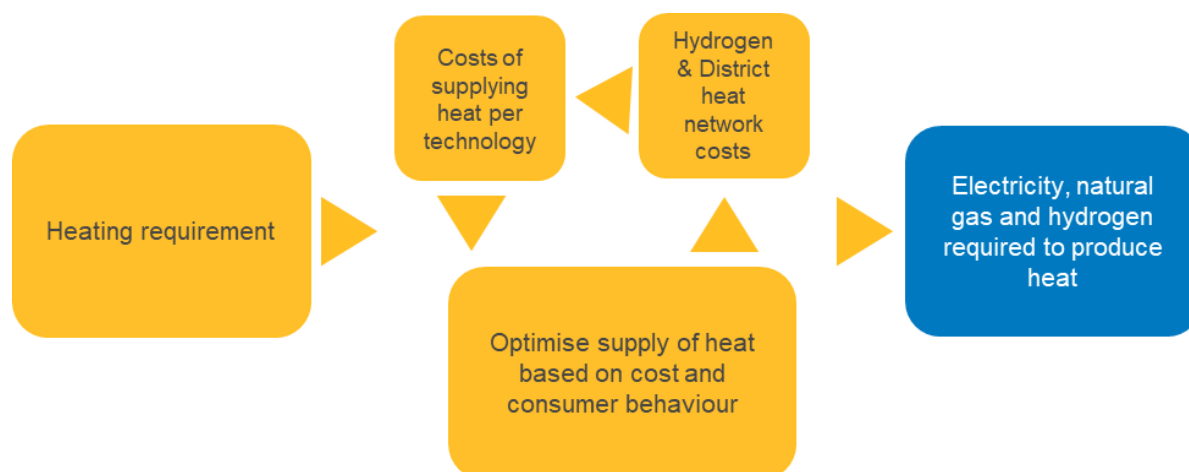 Heating requirement
Costs of
supplying
heat per
technology
Hydrogen
& District
heat
network
costs
Optimise supply of heat
based on cost and
consumer behaviour
Electricity, natural
gas and hydrogen
required to produce
heat